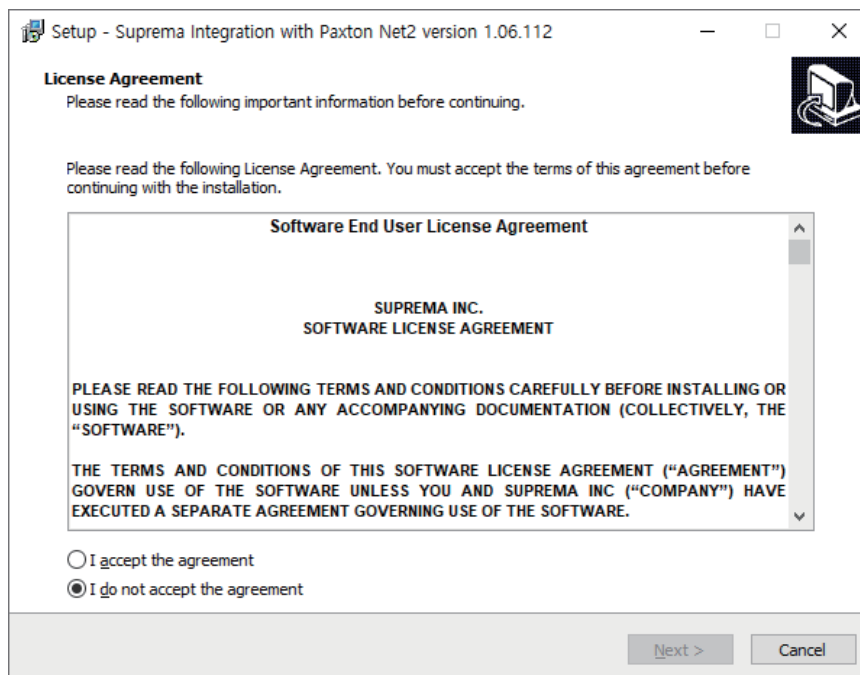 Setup - Suprema Integration with Paxton Net2 version 1.06.112
License Agreement
Please read the following important information before continuing.
Please read the following License Agreement. You must accept the terms of this agreement before
continuing with the installation.
Software End User License Agreement
SUPREMA INC.
SOFTWARE LICENSE AGREEMENT
PLEASE READ THE FOLLOWING TERMS AND CONDITIONS CAREFULLY BEFORE INSTALLING OR
USING THE SOFTWARE OR ANY ACCOMPANYING DOCUMENTATION (COLLECTIVELY, THE
“SOFTWARE”).
THE TERMS AND CONDITIONS OF THIS SOFTWARE LICENSE AGREEMENT (“AGREEMENT”)
GOVERN USE OF THE SOFTWARE UNLESS YOU AND SUPREMA INC (“COMPANY”) HAVE
EXECUTED A SEPARATE AGREEMENT GOVERNING USE OF THE SOFTWARE.
I accept the agreement
I do not accept the agreement
Next >
Cancel